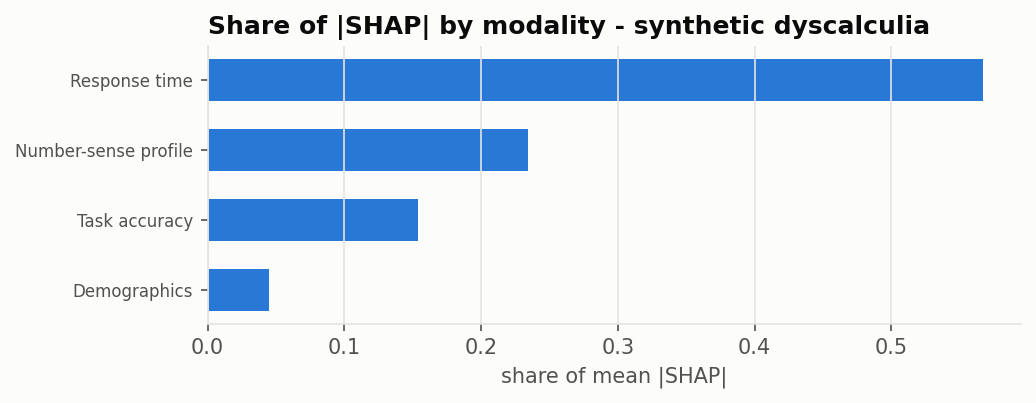 Share of |SHAP| by modality - synthetic dyscalculia
Response time
Number-sense profile
Task accuracy
Demographics
0.0 0.1 0.2 0.3 0.4 0.5
share of mean |SHAP|